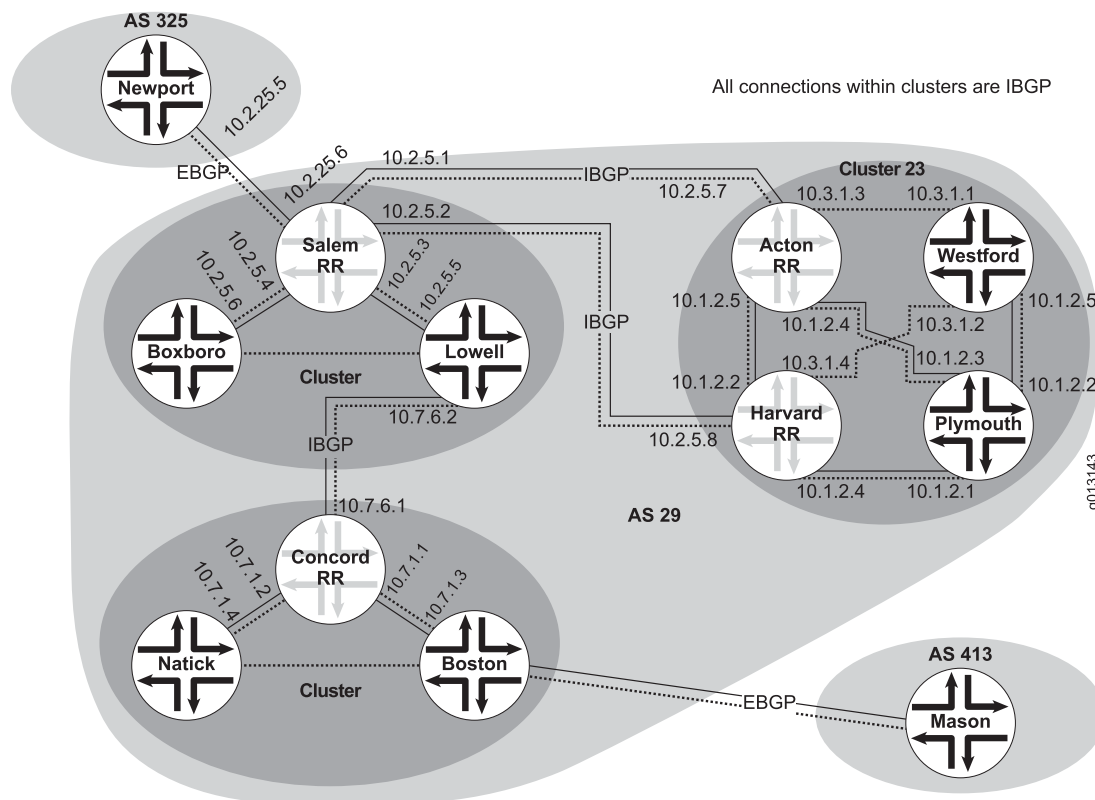 AS 325
Newport
10.2.25.5
All connections within clusters are IBGP
EBGP
10.2.25.6
10.2.5.1
IBGP
10.2.5.7
Cluster 23
10.3.1.3
10.3.1.1
10.2.5.2
Salem
RR
Acton
RR
Westford
10.2.5.4
10.2.5.6
10.2.5.3
10.2.5.5
10.1.2.5
10.1.2.5
IBGP
10.1.2.4
10.3.1.2
Boxboro
Lowell
10.3.1.4
10.1.2.3
Cluster
10.1.2.2
10.1.2.2
10.7.6.2
Harvard
RR
Plymouth
IBGP
10.2.5.8
10.1.2.4
10.1.2.1
g013143
10.7.6.1
AS 29
Concord
RR
10.7.1.2
10.7.1.4
10.7.1.1
10.7.1.3
Natick
Boston
Cluster
AS 413
EBGP
Mason